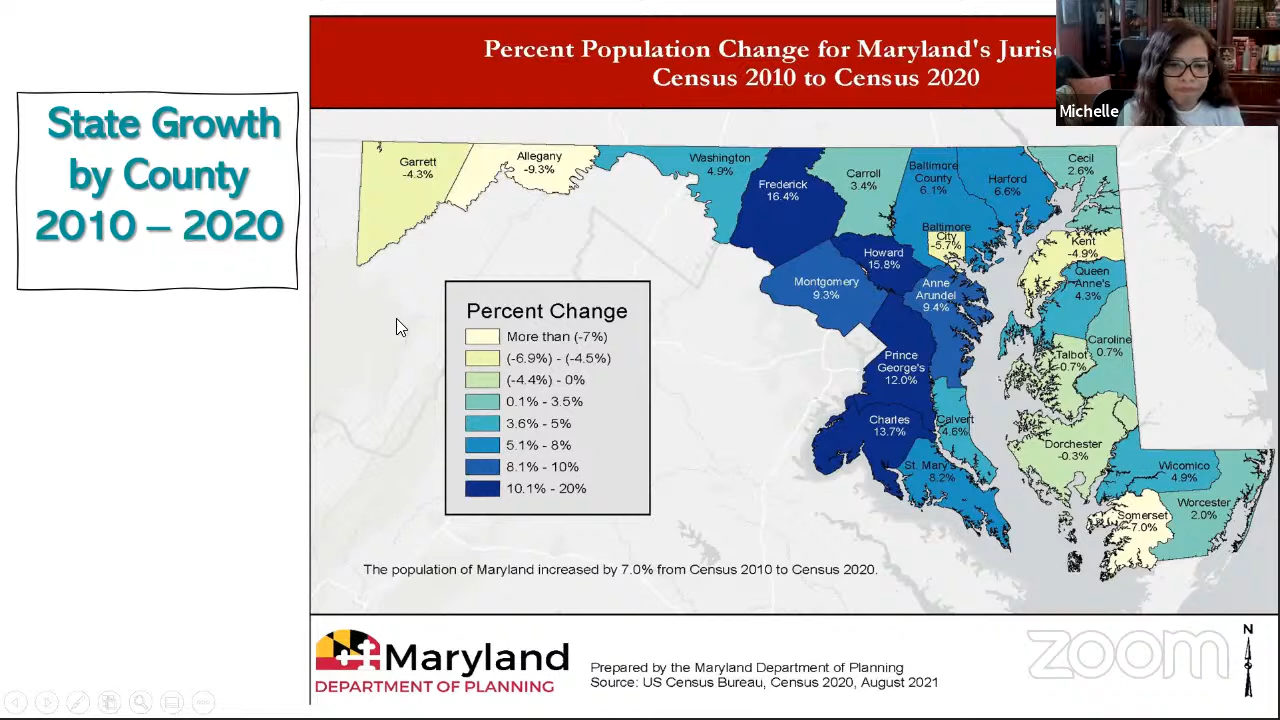 State Growth
by County
2010 – 2020
Percent Population Change for Maryland's Juris
Census 2010 to Census 2020
Michelle
Garrett
-4.3%
Allegany
-9.3%
Washington
4.9%
Frederick
16.4%
Carroll
3.4%
Baltimore
County
6.1%
Harford
6.6%
Cecil
2.6%
Baltimore
City
-5.7%
Kent
-4.9%
Howard
15.8%
Montgomery
9.3%
Anne
Arundel
9.4%
Queen
Anne's
4.3%
Caroline
0.7%
Talbot
-0.7%
Prince
George's
12.0%
Charles
13.7%
Calvert
4.6%
St. Mary's
8.2%
Dorchester
-0.3%
Wicomico
4.9%
Worcester
2.0%
Somerset
-7.0%
Percent Change
More than (-7%)
(-6.9%) - (-4.5%)
(-4.4%) - 0%
0.1% - 3.5%
3.6% - 5%
5.1% - 8%
8.1% - 10%
10.1% - 20%
The population of Maryland increased by 7.0% from Census 2010 to Census 2020.
Maryland
DEPARTMENT OF PLANNING
Prepared by the Maryland Department of Planning
Source: US Census Bureau, Census 2020, August 2021
zoom
N